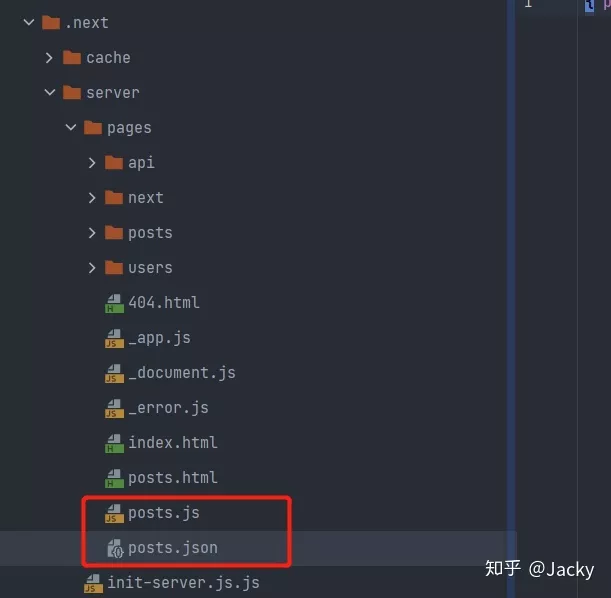 .next
1
cache
server
pages
api
next
posts
users
404.html
_app.js
_document.js
_error.js
index.html
posts.html
posts.js
posts.json
知乎 @Jacky
init-server.js.js